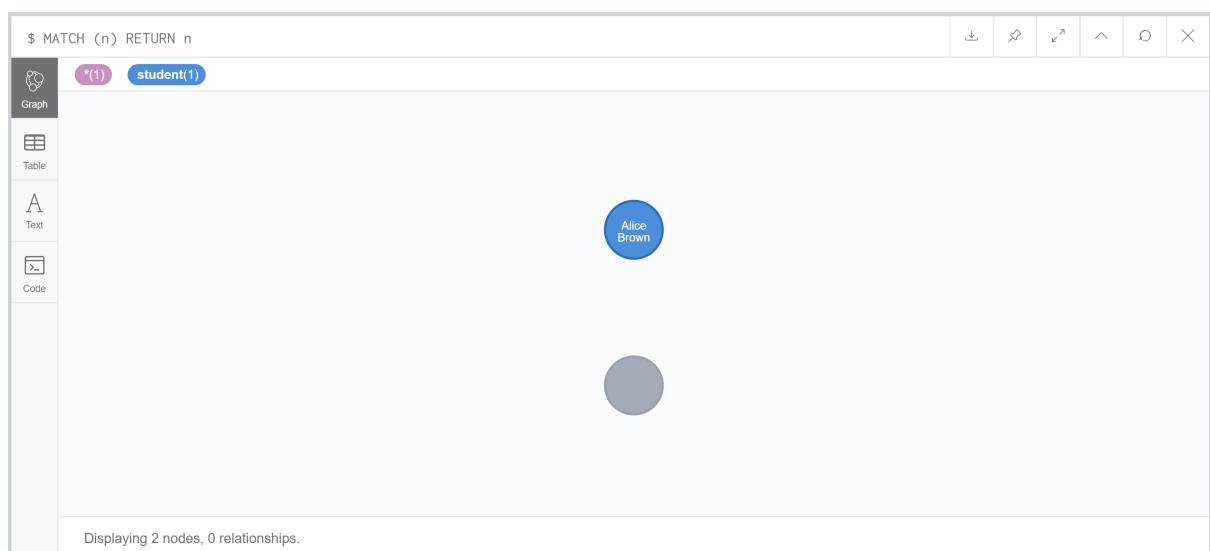 $ MATCH (n) RETURN n
*(1) student(1)
Graph
Table
Text
Code
Alice
Brown
Displaying 2 nodes, 0 relationships.